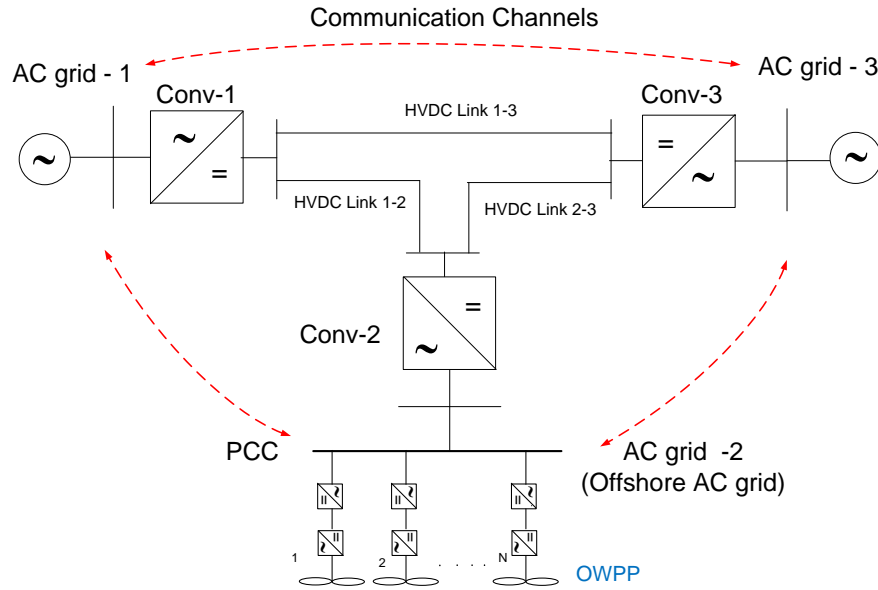 Communication Channels
AC grid - 1
AC grid - 3
Conv-1
Conv-3
HVDC Link 1-3
~
~
=
=
~
~
HVDC Link 1-2
HVDC Link 2-3
=
Conv-2
~
PCC
AC grid -2
(Offshore AC grid)
= ~
= ~
= ~
~ =
~ =
~ =
1
2
. . . .
N
OWPP